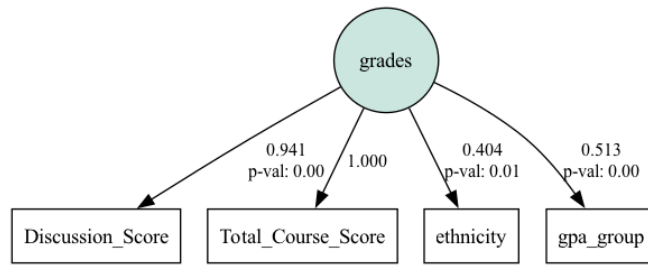 grades
0.941
p-val: 0.00
1.000
0.404
p-val: 0.01
0.513
p-val: 0.00
Discussion_Score
Total_Course_Score
ethnicity
gpa_group